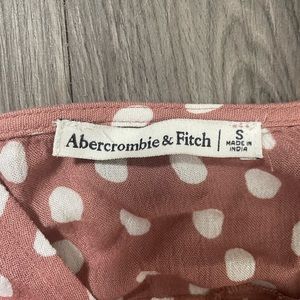 Abercrombie & Fitch
S
MADE IN
INDIA